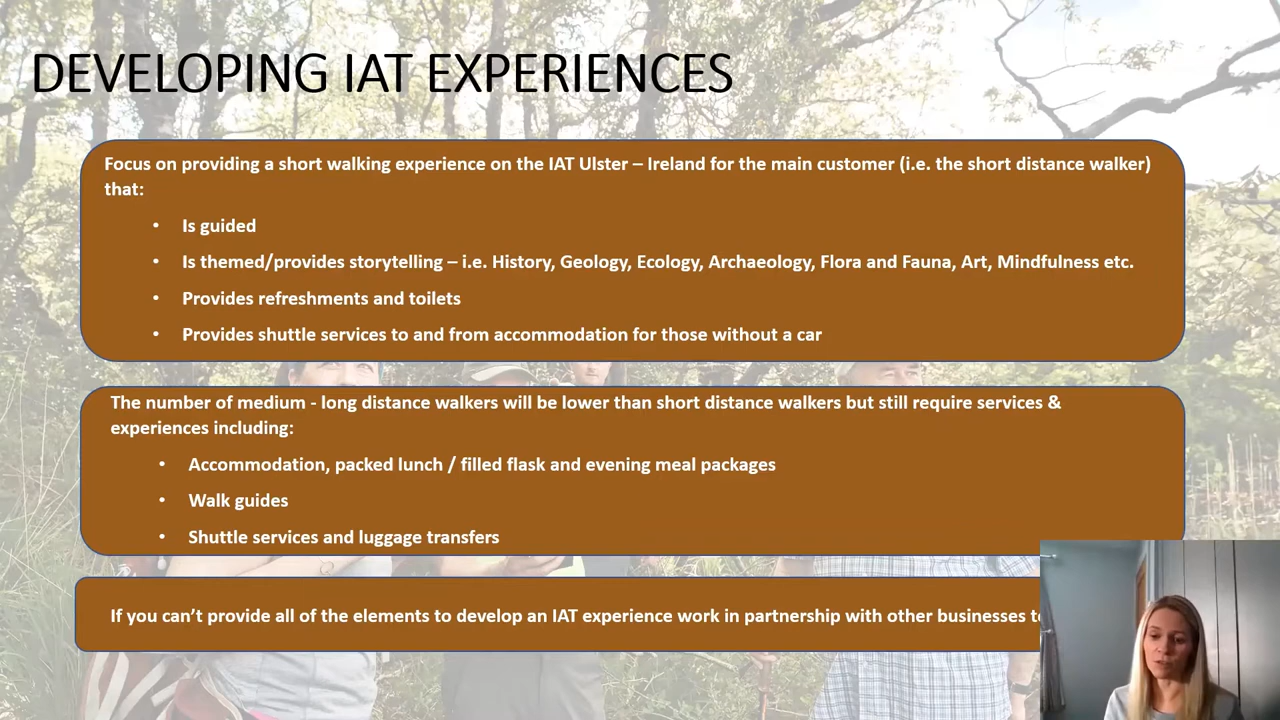 DEVELOPING IAT EXPERIENCES
Focus on providing a short walking experience on the IAT Ulster – Ireland for the main customer (i.e. the short distance walker)
that:
• Is guided
• Is themed/provides storytelling – i.e. History, Geology, Ecology, Archaeology, Flora and Fauna, Art, Mindfulness etc.
• Provides refreshments and toilets
• Provides shuttle services to and from accommodation for those without a car
The number of medium - long distance walkers will be lower than short distance walkers but still require services &
experiences including:
• Accommodation, packed lunch / filled flask and evening meal packages
• Walk guides
• Shuttle services and luggage transfers
If you can’t provide all of the elements to develop an IAT experience work in partnership with other businesses